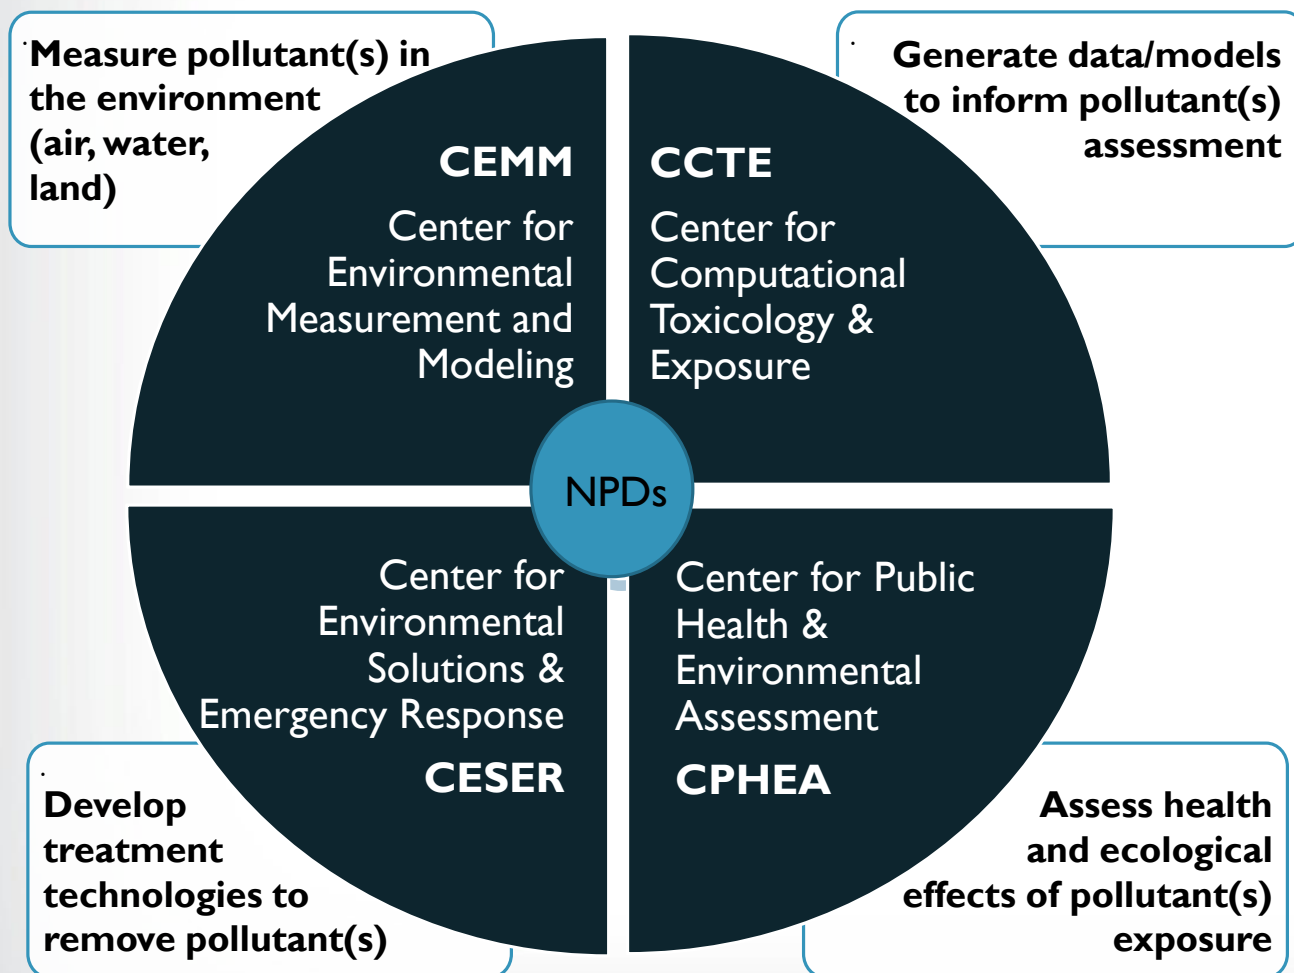 Measure pollutant(s) in
the environment
(air, water,
land)
Generate data/models
to inform pollutant(s)
assessment
CEMM
Center for
Environmental
Measurement and
Modeling
CCTE
Center for
Computational
Toxicology &
Exposure
NPDs
Center for
Environmental
Solutions &
Emergency Response
CESER
Center for Public
Health &
Environmental
Assessment
CPHEA
Develop
treatment
technologies to
remove pollutant(s)
Assess health
and ecological
effects of pollutant(s)
exposure